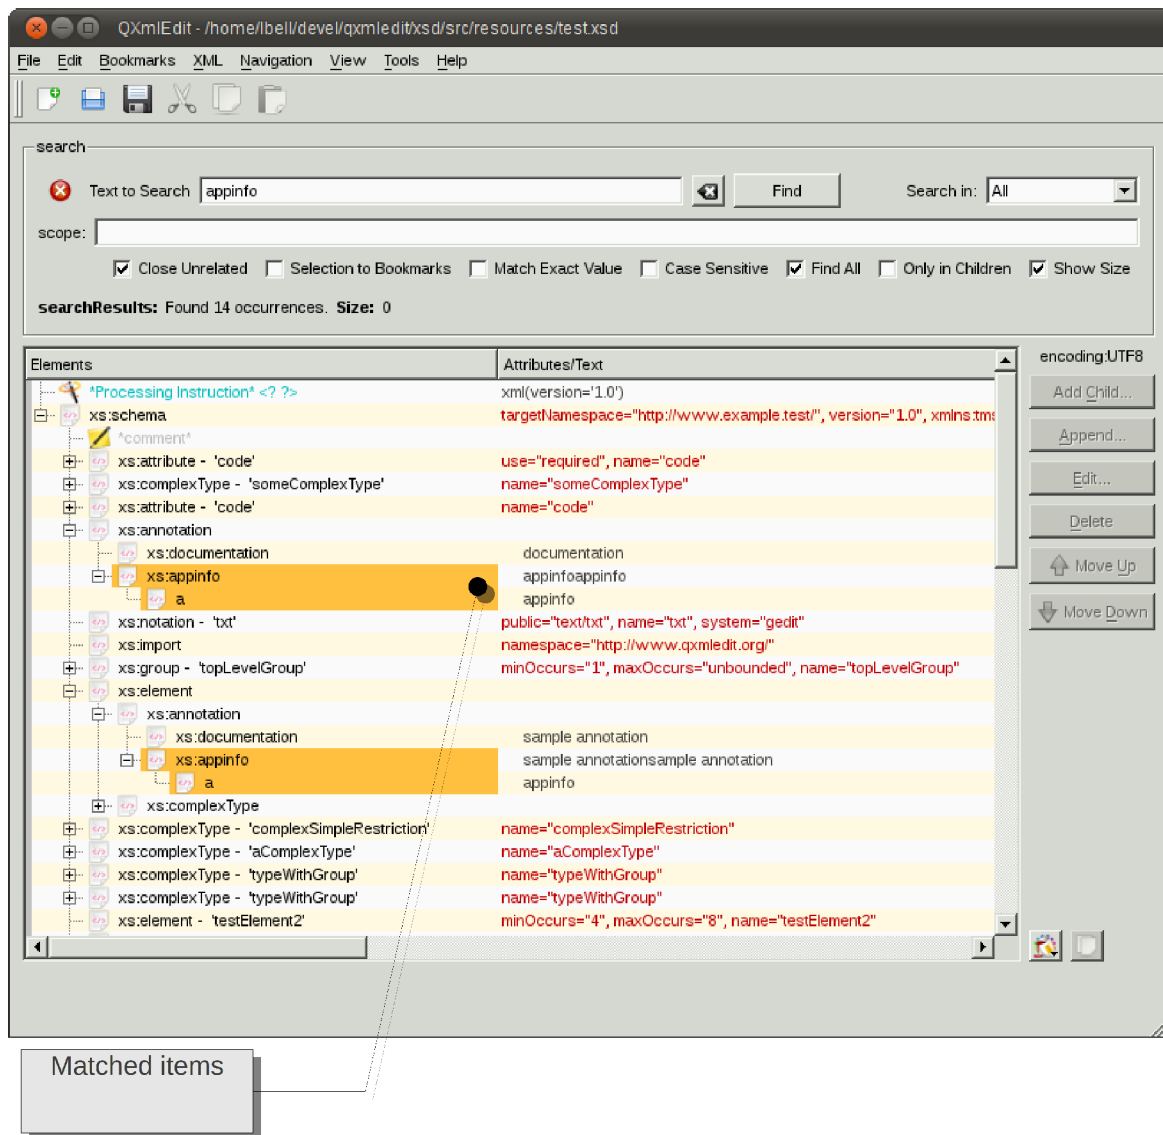 QXmlEdit - /home/lbell/devel/qxmledit/xsd/src/resources/test.xsd
File Edit Bookmarks XML Navigation View Tools Help
search
Text to Search appinfo Find Search in: All
scope:
Close Unrelated Selection to Bookmarks Match Exact Value Case Sensitive Find All Only in Children Show Size
searchResults: Found 14 occurrences. Size: 0
Elements Attributes/Text encoding:UTF8
*Processing Instruction* <? ?> xml(version='1.0')
xs:schema targetNamespace="http://www.example.test/", version="1.0", xmlns:tms
*comment*
xs:attribute - 'code' use="required", name="code"
xs:complexType - 'someComplexType' name="someComplexType"
xs:attribute - 'code' name="code"
xs:annotation
xs:documentation documentation
xs:appinfo appinfoappinfo
a appinfo
xs:notation - 'txt' public="text/txt", name="txt", system="gedit"
xs:import namespace="http://www.qxmledit.org/"
xs:group - 'topLevelGroup' minOccurs="1", maxOccurs="unbounded", name="topLevelGroup"
xs:element
xs:annotation
xs:documentation sample annotation
xs:appinfo sample annotationsample annotation
a appinfo
xs:complexType
xs:complexType - 'complexSimpleRestriction' name="complexSimpleRestriction"
xs:complexType - 'aComplexType' name="aComplexType"
xs:complexType - 'typeWithGroup' name="typeWithGroup"
xs:complexType - 'typeWithGroup' name="typeWithGroup"
xs:element - 'testElement2' minOccurs="4", maxOccurs="8", name="testElement2"
Add Child...
Append...
Edit...
Delete
Move Up
Move Down
Matched items